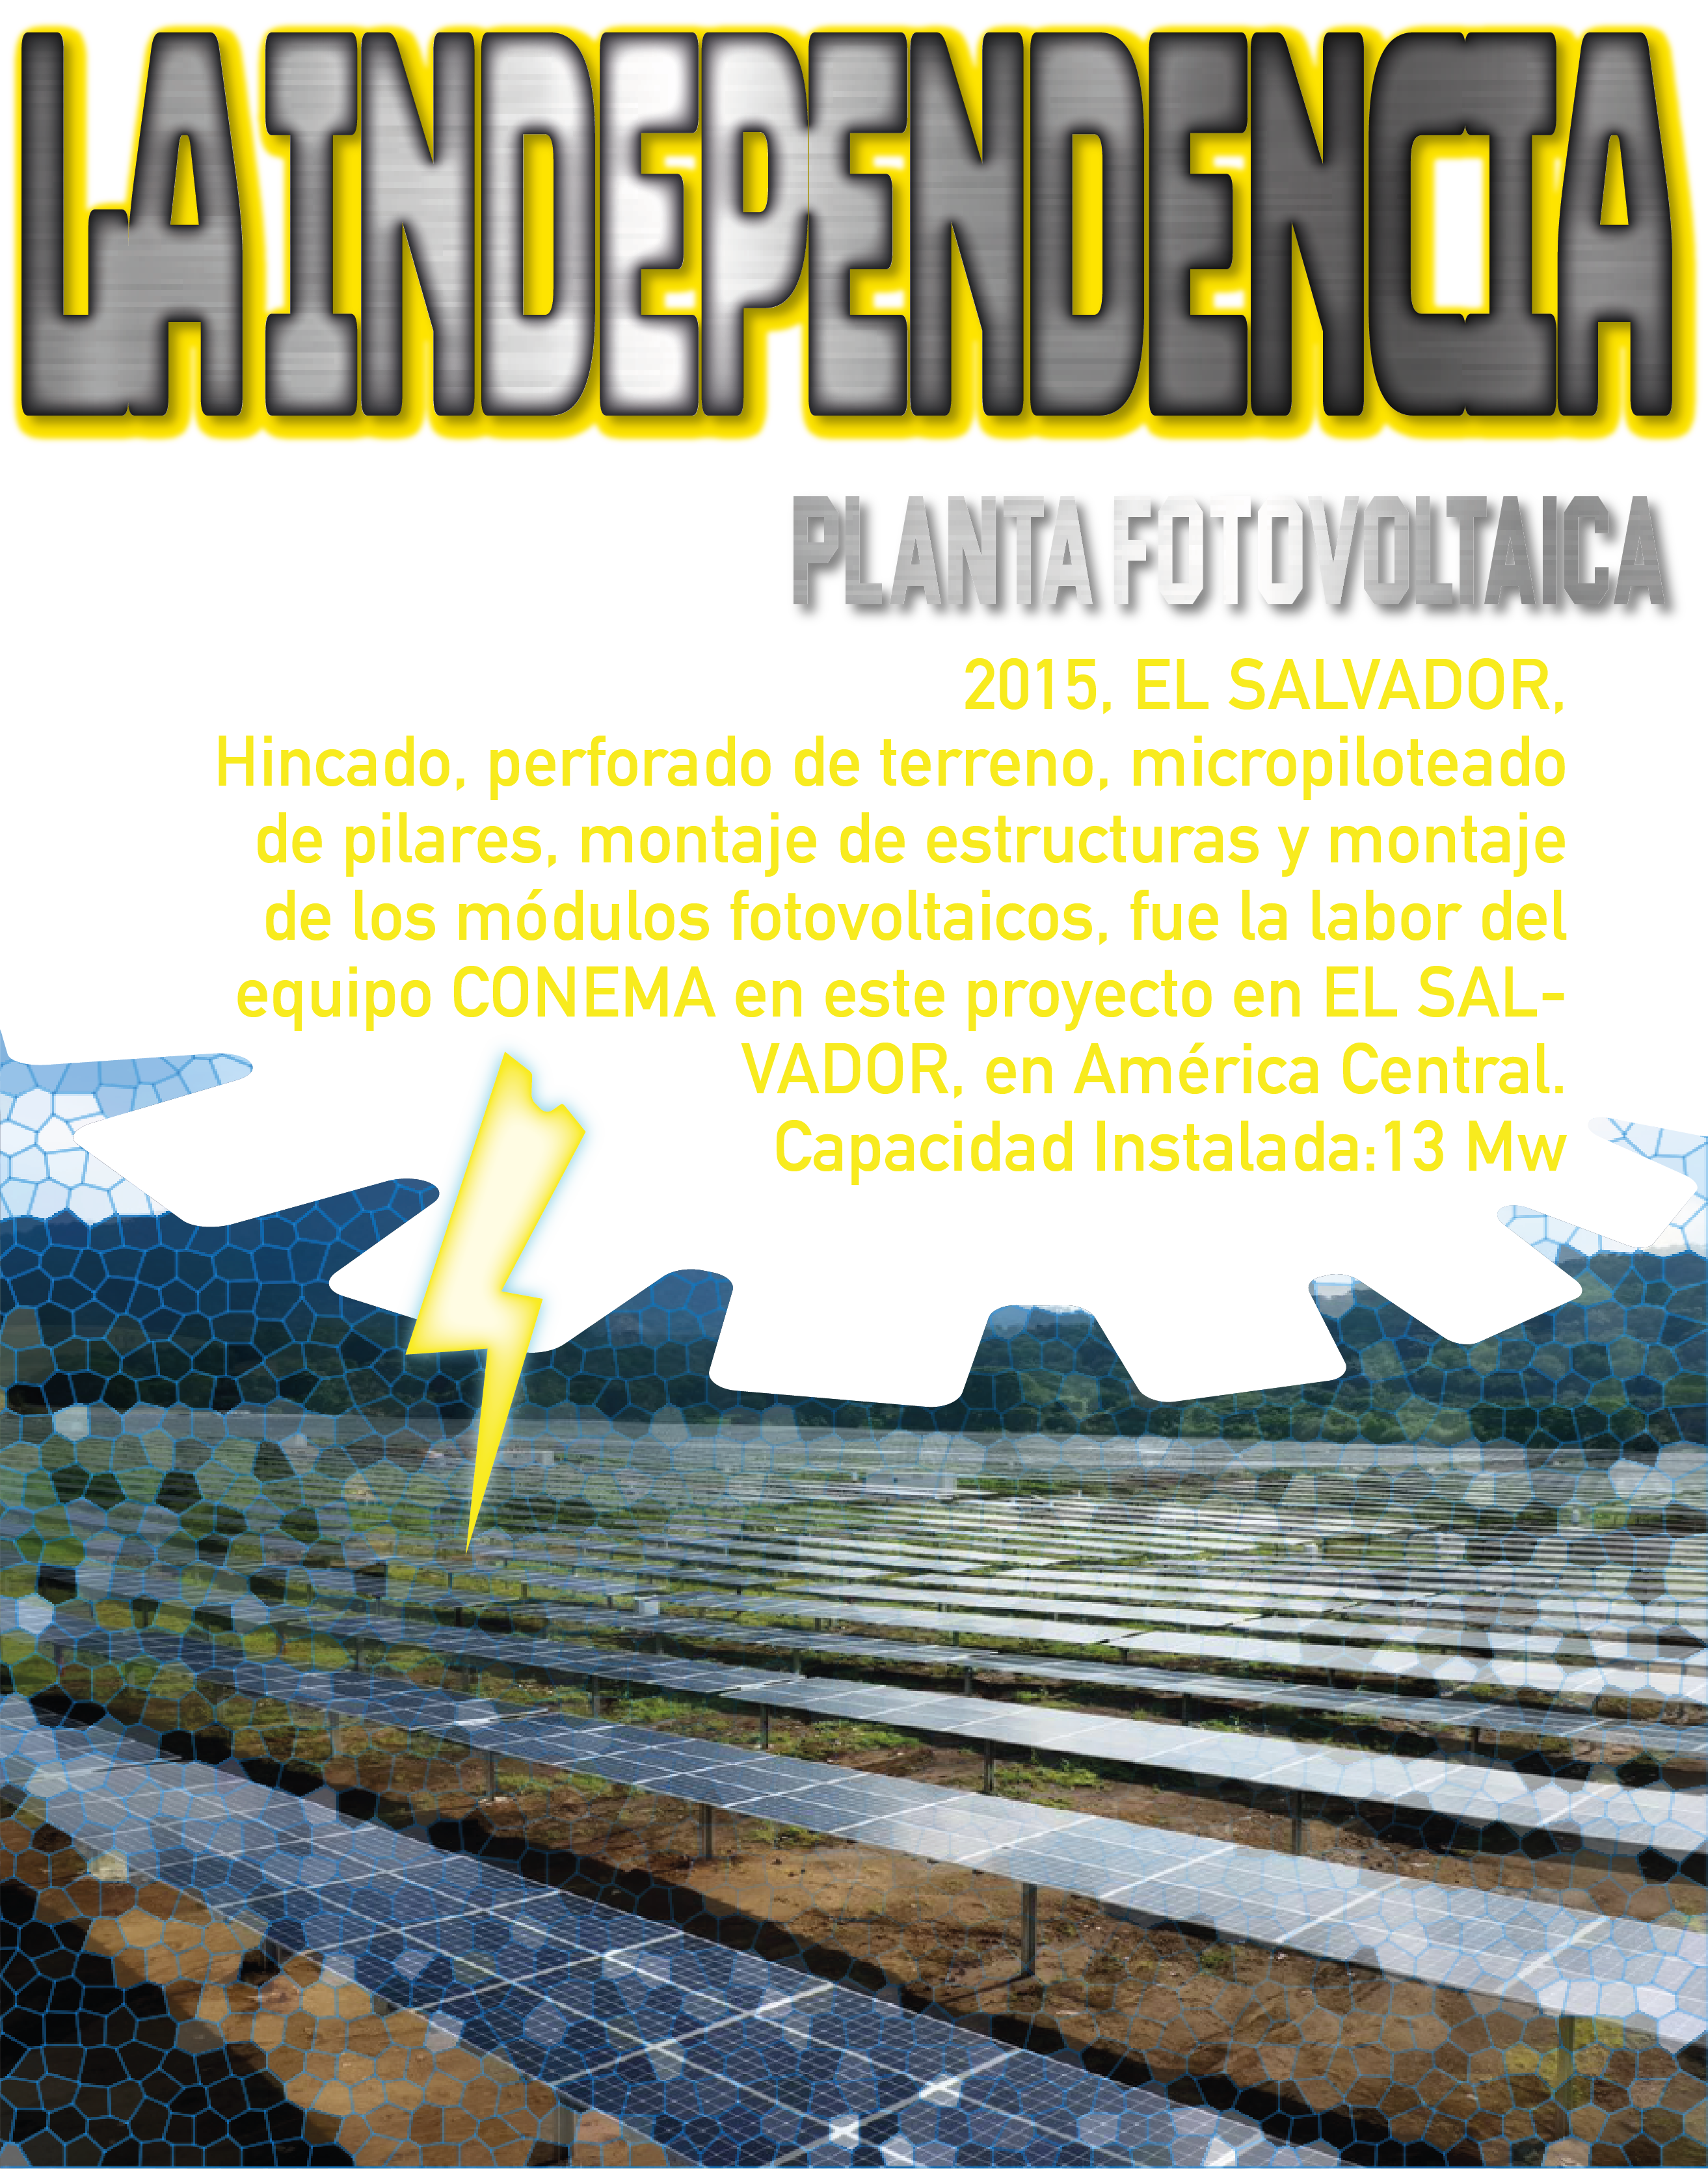 LA INDEPENDENCIA
PLANTA FOTOVOLTAICA
2015, EL SALVADOR,
Hincado, perforado de terreno, micropiloteado
de pilares, montaje de estructuras y montaje
de los módulos fotovoltaicos, fue la labor del
equipo CONEMA en este proyecto en EL SAL-
VADOR, en América Central.
Capacidad Instalada:13 Mw